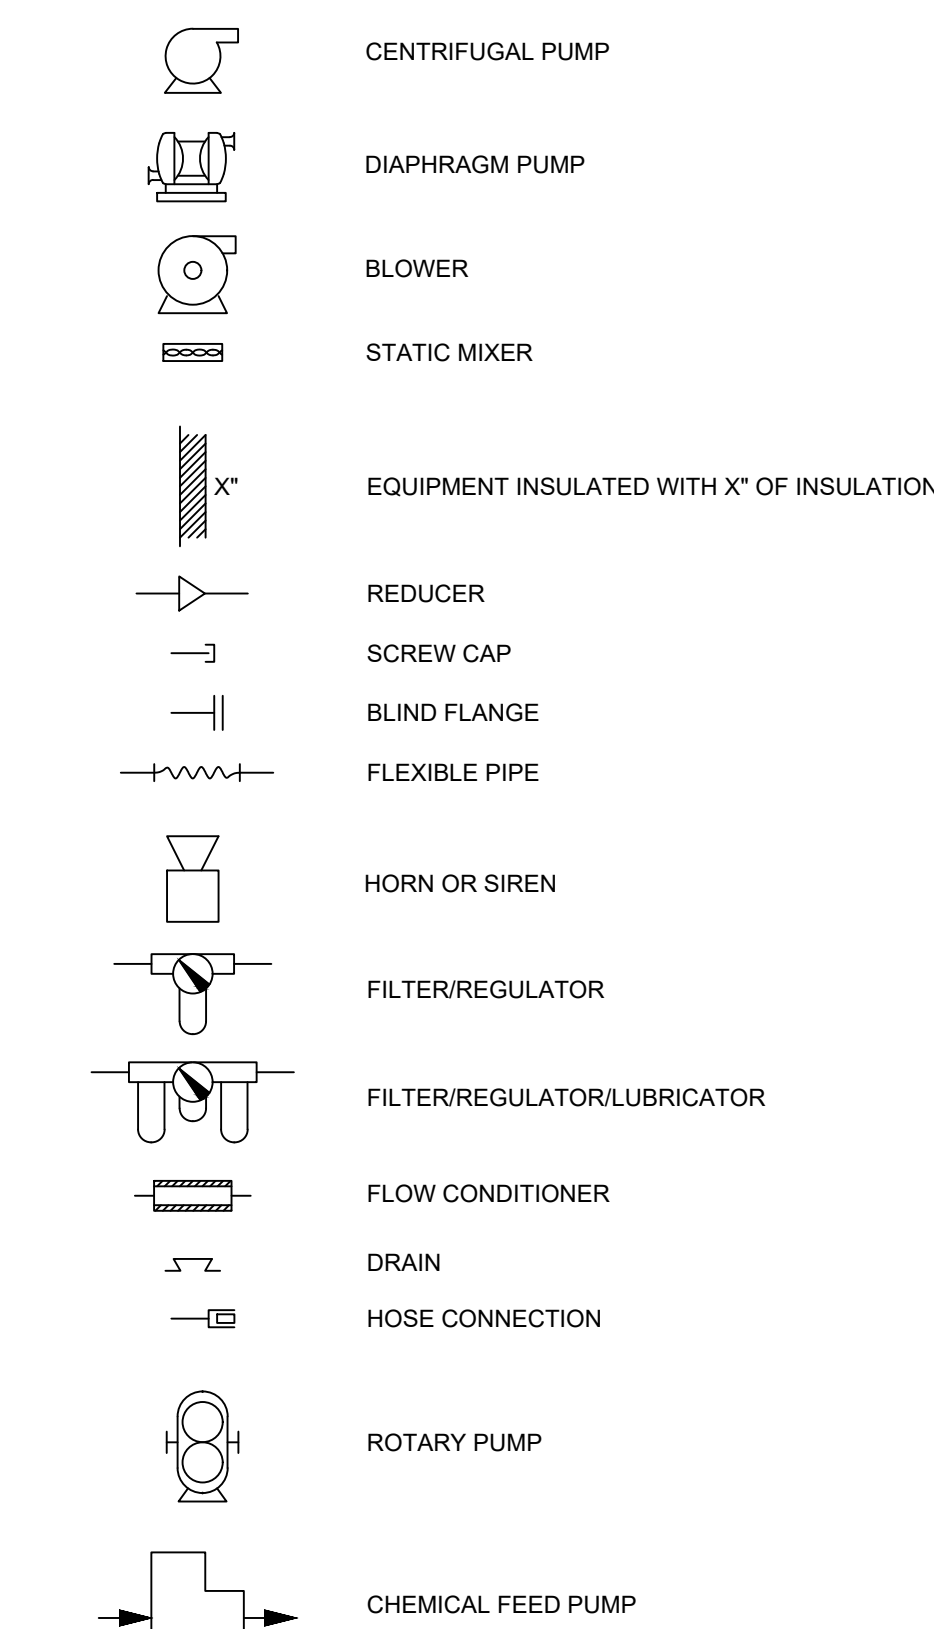 CENTRIFUGAL PUMP
DIAPHRAGM PUMP
BLOWER
STATIC MIXER
X" EQUIPMENT INSULATED WITH X" OF INSULATION
REDUCER
SCREW CAP
BLIND FLANGE
FLEXIBLE PIPE
HORN OR SIREN
FILTER/REGULATOR
FILTER/REGULATOR/LUBRICATOR
FLOW CONDITIONER
DRAIN
HOSE CONNECTION
ROTARY PUMP
CHEMICAL FEED PUMP